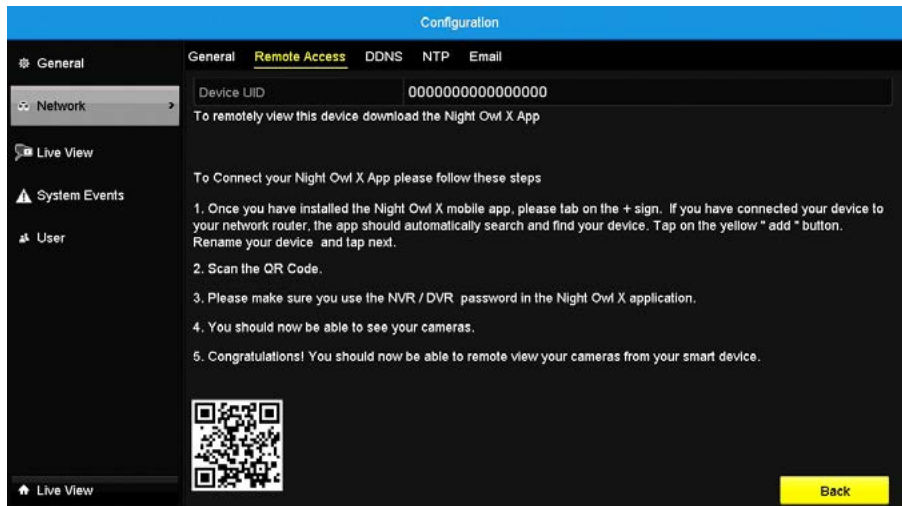 Configuration
General
Network
Live View
System Events
User
Live View
General Remote Access DDNS NTP Email
Device UID 0000000000000000
To remotely view this device download the Night Owl X App
To Connect your Night Owl X App please follow these steps
1. Once you have installed the Night Owl X mobile app, please tab on the + sign. If you have connected your device to
your network router, the app should automatically search and find your device. Tap on the yellow " add " button.
Rename your device and tap next.
2. Scan the QR Code.
3. Please make sure you use the NVR / DVR password in the Night Owl X application.
4. You should now be able to see your cameras.
5. Congratulations! You should now be able to remote view your cameras from your smart device.
Back